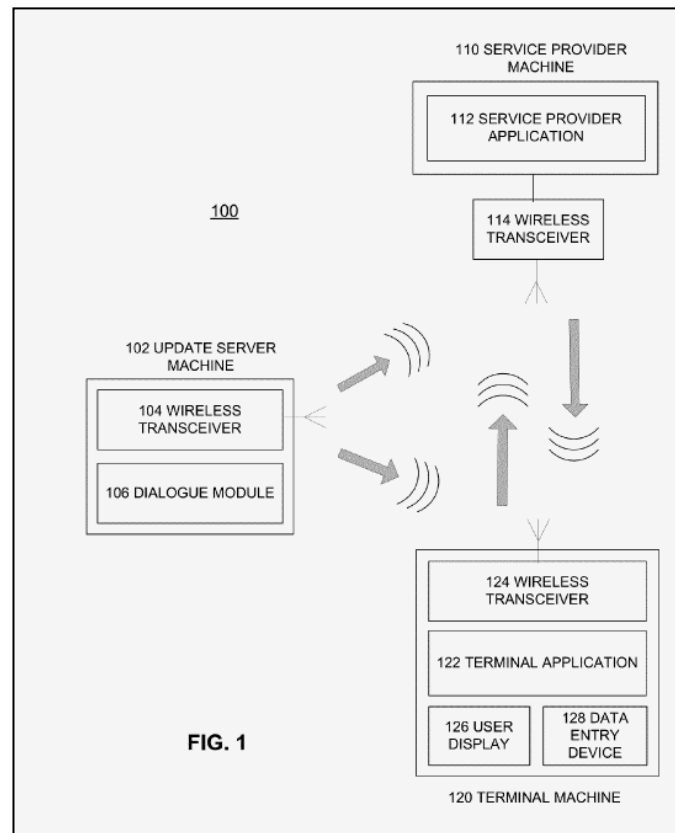 110 SERVICE PROVIDER
MACHINE
112 SERVICE PROVIDER
APPLICATION
100
114 WIRELESS
TRANSCEIVER
102 UPDATE SERVER
MACHINE
104 WIRELESS
TRANSCEIVER
106 DIALOGUE MODULE
124 WIRELESS
TRANSCEIVER
122 TERMINAL APPLICATION
126 USER
DISPLAY
128 DATA
ENTRY
DEVICE
FIG. 1
120 TERMINAL MACHINE